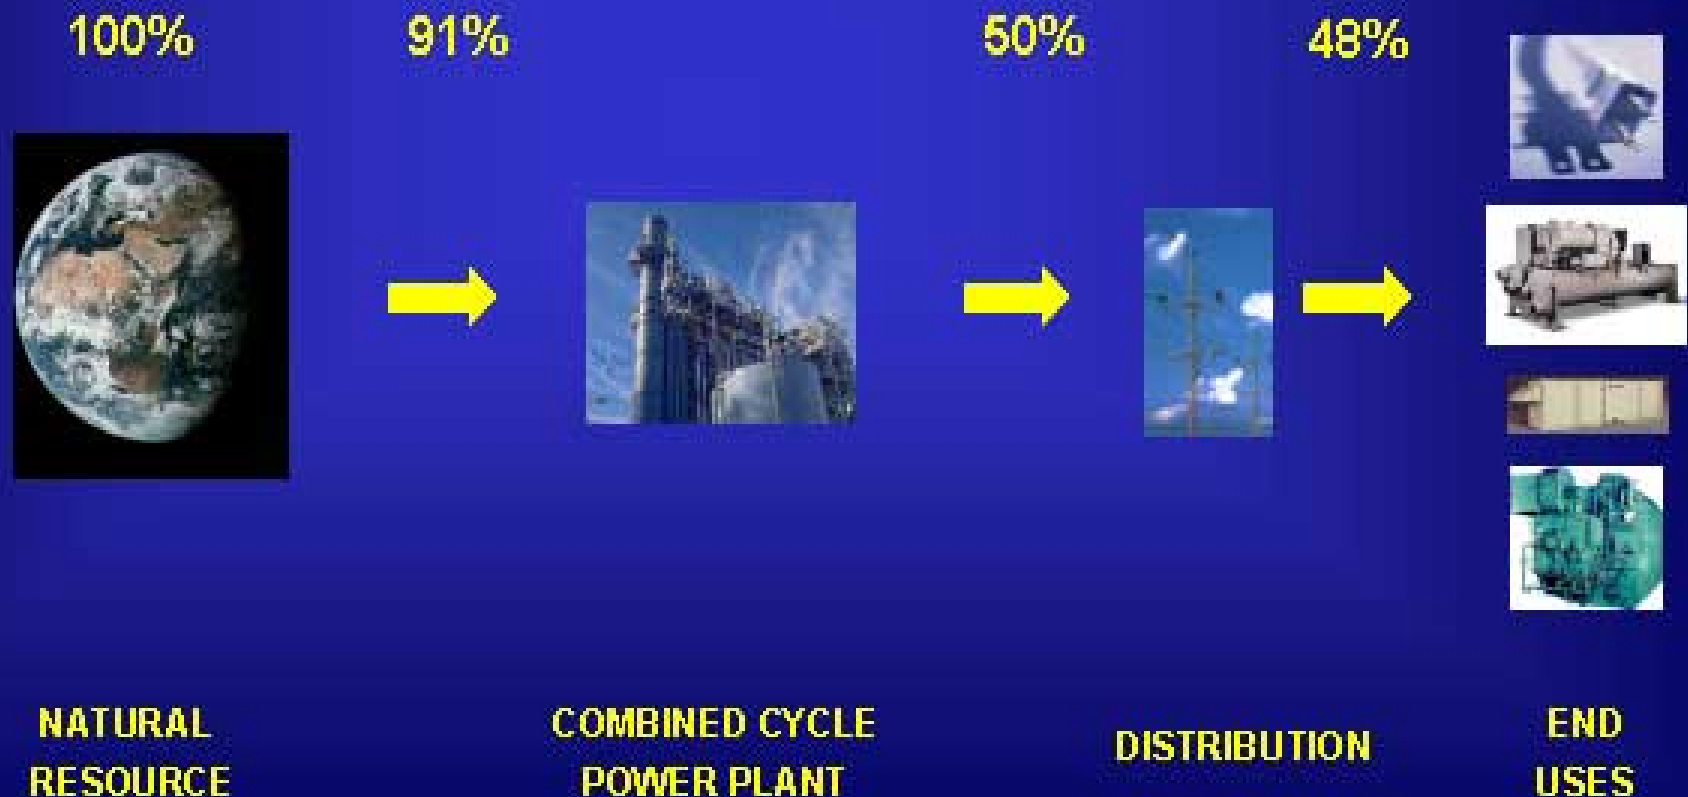 100% 91% 50% 48%
NATURAL
RESOURCE
COMBINED CYCLE
POWER PLANT
DISTRIBUTION
END
USES